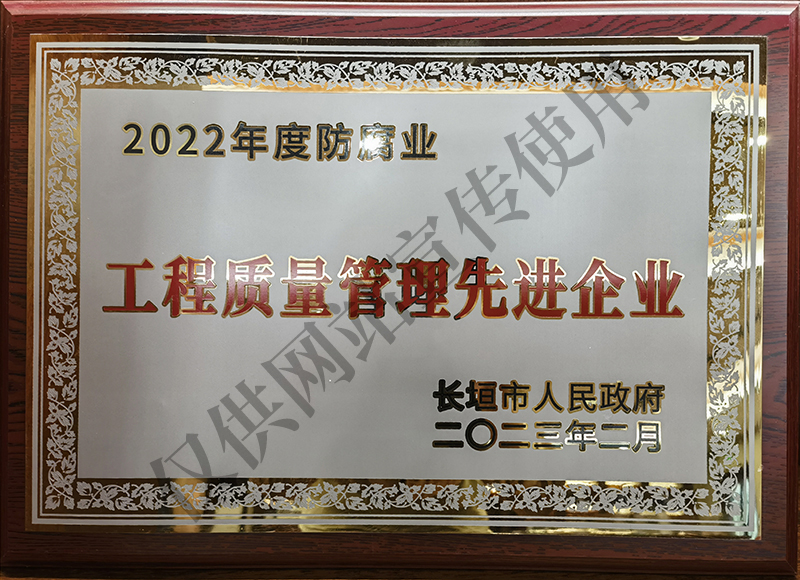 2022年度防腐业
工程质量管理先进企业
长垣市人民政府
二〇二三年二月
仅供网站宣传使用